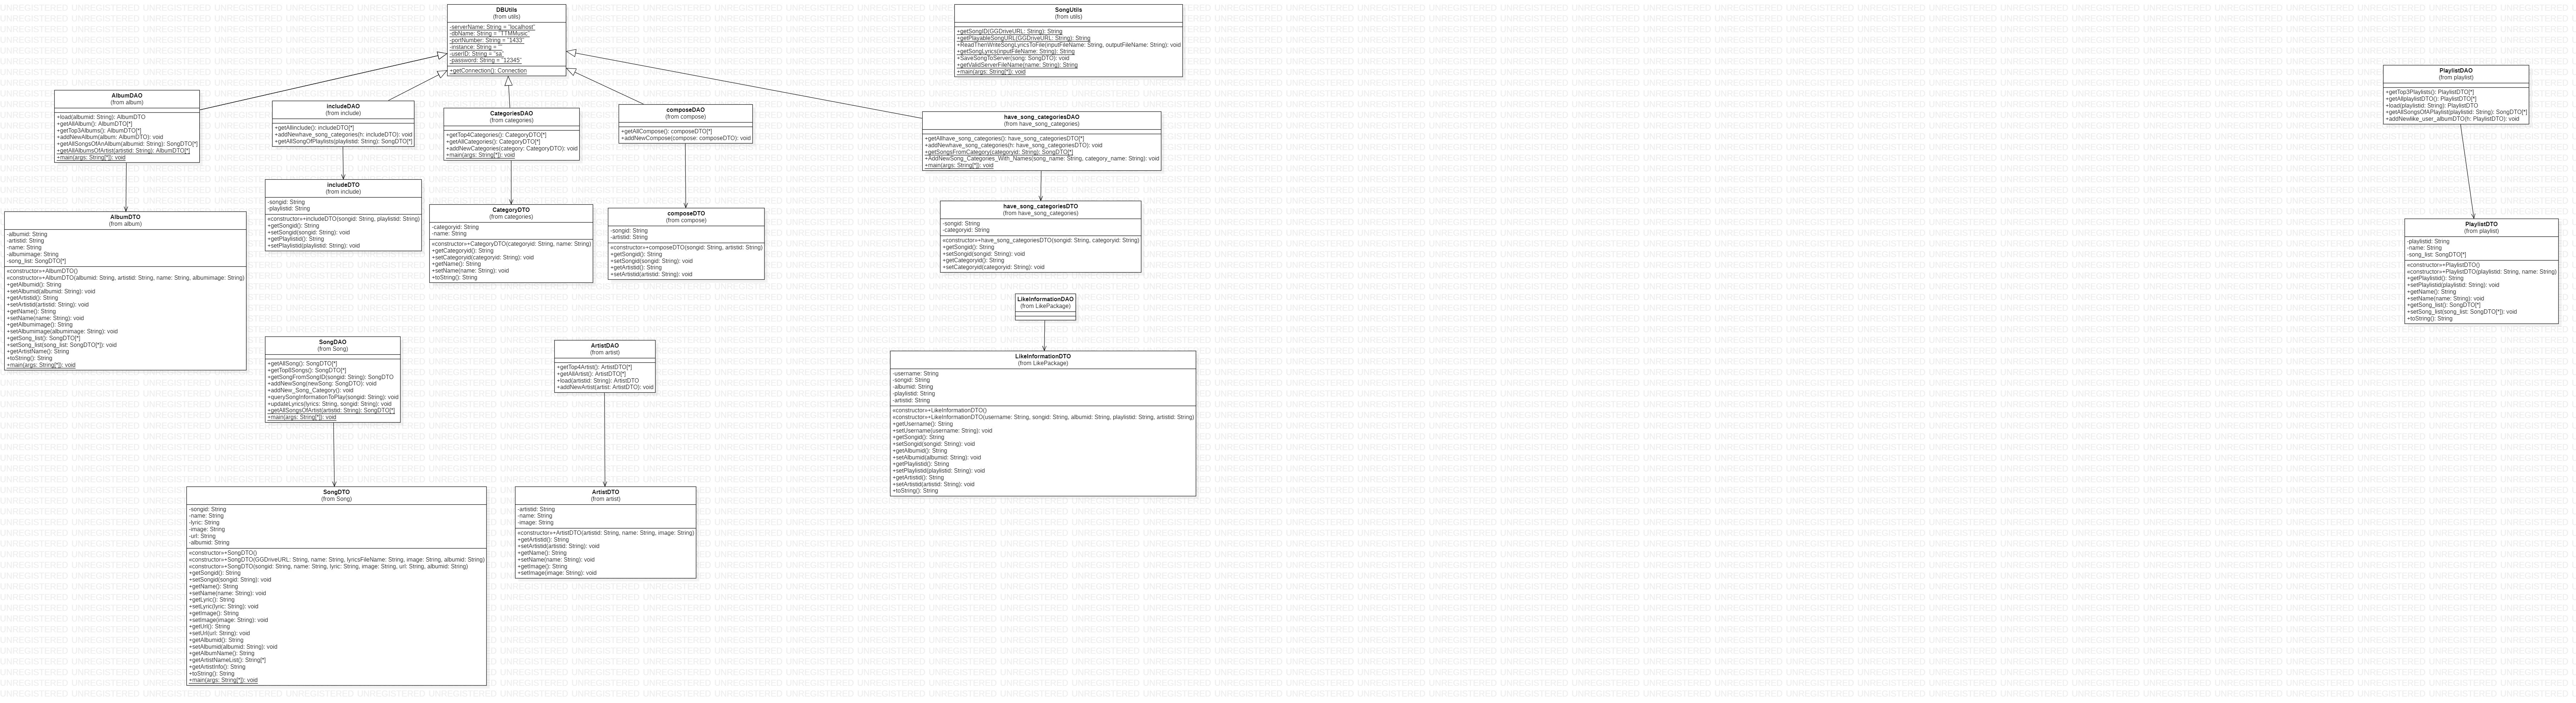 DBUtils
(from utils)
-serverName: String = "localhost"
-dbName: String = "TTMMusic"
-portNumber: String = "1433"
-instance: String = ""
-userID: String = "sa"
-password: String = "12345"
+getConnection(): Connection
SongUtils
(from utils)
+getSongID(GGDriveURL: String): String
+getPlayableSongURL(GGDriveURL: String): String
+ReadThenWriteSongLyricsToFile(inputFileName: String, outputFileName: String): void
+getSongLyrics(inputFileName: String): String
+SaveSongToServer(song: SongDTO): void
+getValidServerFileName(name: String): String
+main(args: String[*]): void
PlaylistDAO
(from playlist)
+getTop3Playlists(): PlaylistDTO[*]
+getAllplaylistDTO(): PlaylistDTO[*]
+load(playlistid: String): PlaylistDTO
+getAllSongsOfAPlaylist(playlistid: String): SongDTO[*]
+addNewlike_user_albumDTO(h: PlaylistDTO): void
AlbumDAO
(from album)
+load(albumid: String): AlbumDTO
+getAllAlbum(): AlbumDTO[*]
+getTop3Albums(): AlbumDTO[*]
+addNewAlbum(album: AlbumDTO): void
+getAllSongsOfAnAlbum(albumid: String): SongDTO[*]
+getAllAlbumsOfArtist(artistid: String): AlbumDTO[*]
+main(args: String[*]): void
includeDAO
(from include)
+getAllinclude(): includeDTO[*]
+addNewhave_song_categories(h: includeDTO): void
+getAllSongOfPlaylists(playlistid: String): SongDTO[*]
CategoriesDAO
(from categories)
+getTop4Categories(): CategoryDTO[*]
+getAllCategories(): CategoryDTO[*]
+addNewCategories(category: CategoryDTO): void
+main(args: String[*]): void
composeDAO
(from compose)
+getAllCompose(): composeDTO[*]
+addNewCompose(compose: composeDTO): void
have_song_categoriesDAO
(from have_song_categories)
+getAllhave_song_categories(): have_song_categoriesDTO[*]
+addNewhave_song_categories(h: have_song_categoriesDTO): void
+getSongsFromCategory(categoryid: String): SongDTO[*]
+AddNewSong_Categories_With_Names(song_name: String, category_name: String): void
+main(args: String[*]): void
includeDTO
(from include)
-songid: String
-playlistid: String
«constructor»+includeDTO(songid: String, playlistid: String)
+getSongid(): String
+setSongid(songid: String): void
+getPlaylistid(): String
+setPlaylistid(playlistid: String): void
CategoryDTO
(from categories)
-categoryid: String
-name: String
«constructor»+CategoryDTO(categoryid: String, name: String)
+getCategoryid(): String
+setCategoryid(categoryid: String): void
+getName(): String
+setName(name: String): void
+toString(): String
composeDTO
(from compose)
-songid: String
-artistid: String
«constructor»+composeDTO(songid: String, artistid: String)
+getSongid(): String
+setSongid(songid: String): void
+getArtistid(): String
+setArtistid(artistid: String): void
have_song_categoriesDTO
(from have_song_categories)
-songid: String
-categoryid: String
«constructor»+have_song_categoriesDTO(songid: String, categoryid: String)
+getSongid(): String
+setSongid(songid: String): void
+getCategoryid(): String
+setCategoryid(categoryid: String): void
AlbumDTO
(from album)
-albumid: String
-artistid: String
-name: String
-albumimage: String
-song_list: SongDTO[*]
«constructor»+AlbumDTO()
«constructor»+AlbumDTO(albumid: String, artistid: String, name: String, albumimage: String)
+getAlbumid(): String
+setAlbumid(albumid: String): void
+getArtistid(): String
+setArtistid(artistid: String): void
+getName(): String
+setName(name: String): void
+getAlbumimage(): String
+setAlbumimage(albumimage: String): void
+getSong_list(): SongDTO[*]
+setSong_list(song_list: SongDTO[*]): void
+getArtistName(): String
+toString(): String
+main(args: String[*]): void
PlaylistDTO
(from playlist)
-playlistid: String
-name: String
-song_list: SongDTO[*]
«constructor»+PlaylistDTO()
«constructor»+PlaylistDTO(playlistid: String, name: String)
+getPlaylistid(): String
+setPlaylistid(playlistid: String): void
+getName(): String
+setName(name: String): void
+getSong_list(): SongDTO[*]
+setSong_list(song_list: SongDTO[*]): void
+toString(): String
LikeInformationDAO
(from LikePackage)
SongDAO
(from Song)
+getAllSong(): SongDTO[*]
+getTop8Songs(): SongDTO[*]
+getSongFromSongID(songid: String): SongDTO
+addNewSong(newSong: SongDTO): void
+addNew_Song_Category(): void
+querySongInformationToPlay(songid: String): void
+updateLyrics(lyrics: String, songid: String): void
+getAllSongsOfArtist(artistid: String): SongDTO[*]
+main(args: String[*]): void
ArtistDAO
(from artist)
+getTop4Artist(): ArtistDTO[*]
+getAllArtist(): ArtistDTO[*]
+load(artistid: String): ArtistDTO
+addNewArtist(artist: ArtistDTO): void
LikeInformationDTO
(from LikePackage)
-username: String
-songid: String
-albumid: String
-playlistid: String
-artistid: String
«constructor»+LikeInformationDTO()
«constructor»+LikeInformationDTO(username: String, songid: String, albumid: String, playlistid: String, artistid: String)
+getUsername(): String
+setUsername(username: String): void
+getSongid(): String
+setSongid(songid: String): void
+getAlbumid(): String
+setAlbumid(albumid: String): void
+getPlaylistid(): String
+setPlaylistid(playlistid: String): void
+getArtistid(): String
+setArtistid(artistid: String): void
+toString(): String
SongDTO
(from Song)
-songid: String
-name: String
-lyric: String
-image: String
-url: String
-albumid: String
«constructor»+SongDTO()
«constructor»+SongDTO(GGDriveURL: String, name: String, lyricsFileName: String, image: String, albumid: String)
«constructor»+SongDTO(songid: String, name: String, lyric: String, image: String, url: String, albumid: String)
+getSongid(): String
+setSongid(songid: String): void
+getName(): String
+setName(name: String): void
+getLyric(): String
+setLyric(lyric: String): void
+getImage(): String
+setImage(image: String): void
+getUrl(): String
+setUrl(url: String): void
+getAlbumid(): String
+setAlbumid(albumid: String): void
+getAlbumName(): String
+getArtistNameList(): String[*]
+getArtistInfo(): String
+toString(): String
+main(args: String[*]): void
ArtistDTO
(from artist)
-artistid: String
-name: String
-image: String
«constructor»+ArtistDTO(artistid: String, name: String, image: String)
+getArtistid(): String
+setArtistid(artistid: String): void
+getName(): String
+setName(name: String): void
+getImage(): String
+setImage(image: String): void